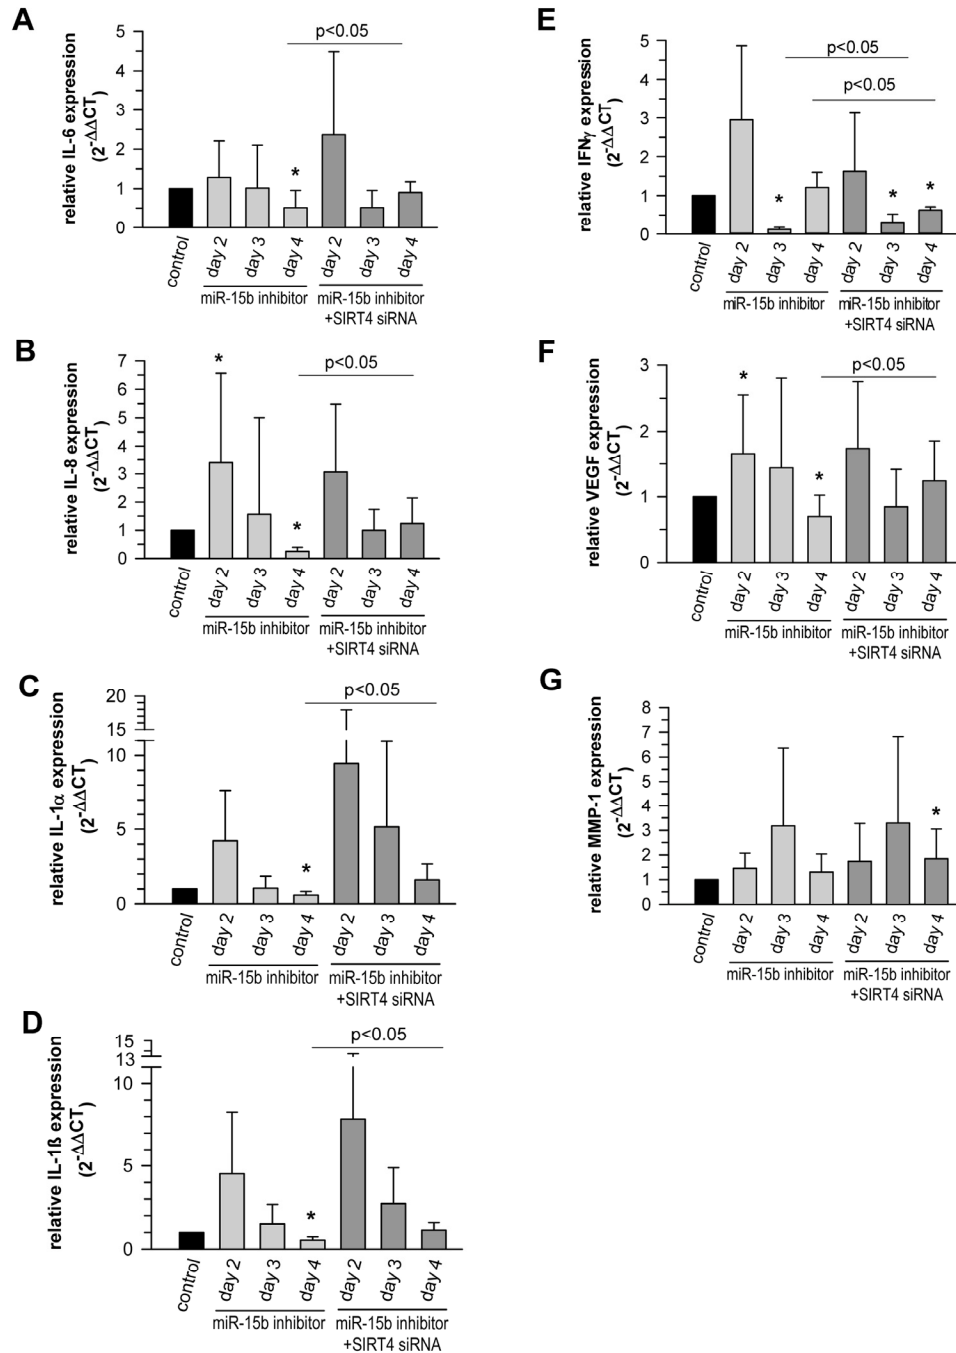 A
relative IL-6 expression
(2-ΔΔCT)
5
4
3
2
1
0
p<0.05
*
control
day 2
day 3
day 4
day 2
day 3
day 4
miR-15b inhibitor
miR-15b inhibitor
+SIRT4 siRNA
B
relative IL-8 expression
(2-ΔΔCT)
7
6
5
4
3
2
1
0
*
p<0.05
*
control
day 2
day 3
day 4
day 2
day 3
day 4
miR-15b inhibitor
miR-15b inhibitor
+SIRT4 siRNA
C
relative IL-1α expression
(2-ΔΔCT)
20
15
10
5
0
p<0.05
*
control
day 2
day 3
day 4
day 2
day 3
day 4
miR-15b inhibitor
miR-15b inhibitor
+SIRT4 siRNA
D
relative IL-1ß expression
(2-ΔΔCT)
15
13
10
5
0
p<0.05
*
control
day 2
day 3
day 4
day 2
day 3
day 4
miR-15b inhibitor
miR-15b inhibitor
+SIRT4 siRNA
E
relative IFNγ expression
(2-ΔΔCT)
5
4
3
2
1
0
p<0.05
p<0.05
* * *
control
day 2
day 3
day 4
day 2
day 3
day 4
miR-15b inhibitor
miR-15b inhibitor
+SIRT4 siRNA
F
relative VEGF expression
(2-ΔΔCT)
3
2
1
0
*
p<0.05
*
control
day 2
day 3
day 4
day 2
day 3
day 4
miR-15b inhibitor
miR-15b inhibitor
+SIRT4 siRNA
G
relative MMP-1 expression
(2-ΔΔCT)
8
7
6
5
4
3
2
1
0
*
control
day 2
day 3
day 4
day 2
day 3
day 4
miR-15b inhibitor
miR-15b inhibitor
+SIRT4 siRNA